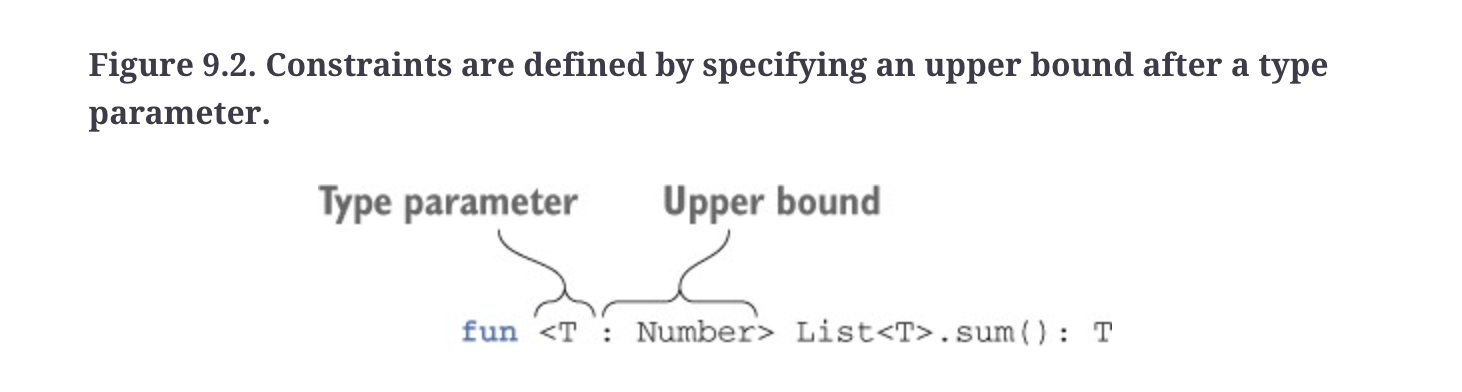 Figure 9.2. Constraints are defined by specifying an upper bound after a type
parameter.
Type parameter Upper bound
fun <T : Number> List<T>.sum(): T